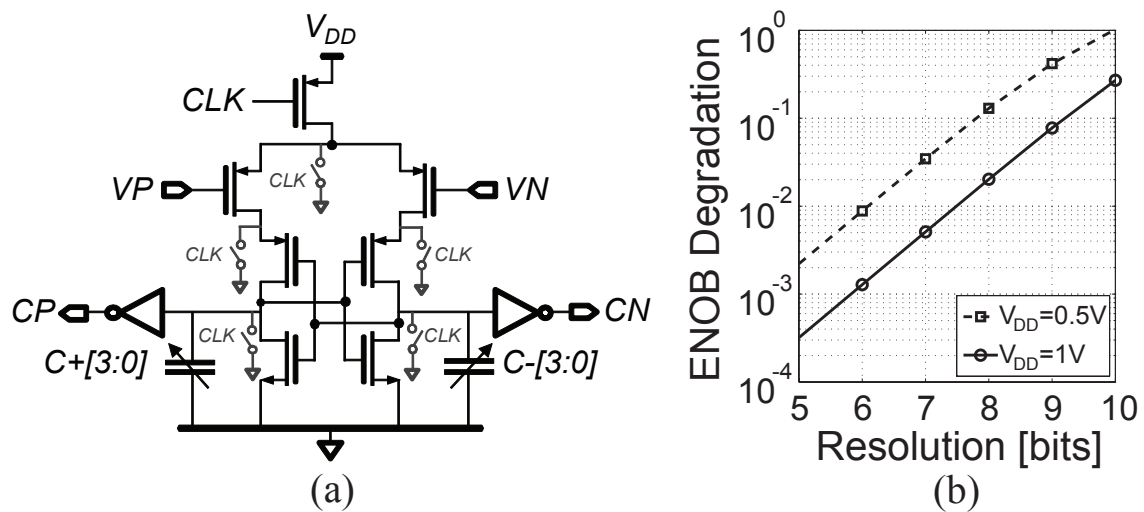 V_DD
CLK
CLK
VP
VN
CLK
CLK
CP
CN
CLK
CLK
C+[3:0]
C-[3:0]
(a)
ENOB Degradation
10^0
10^-1
10^-2
10^-3
10^-4
V_DD=0.5V
V_DD=1V
5 6 7 8 9 10
Resolution [bits]
(b)